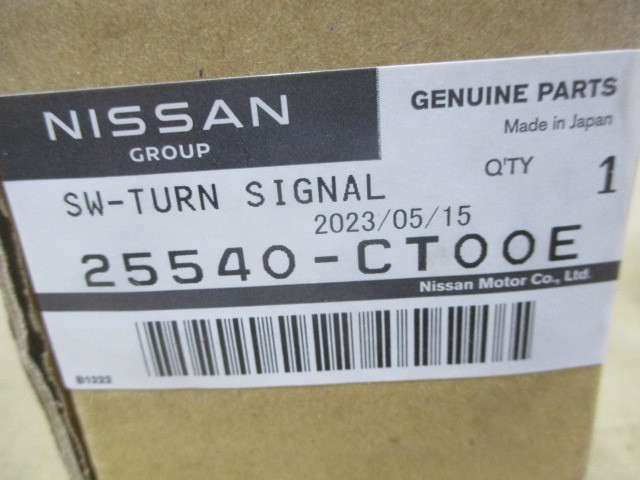 NISSAN
GROUP
GENUINE PARTS
Made in Japan
SW-TURN SIGNAL
Q'TY 1
2023/05/15
25540-CT00E
Nissan Motor Co., Ltd.
B1222